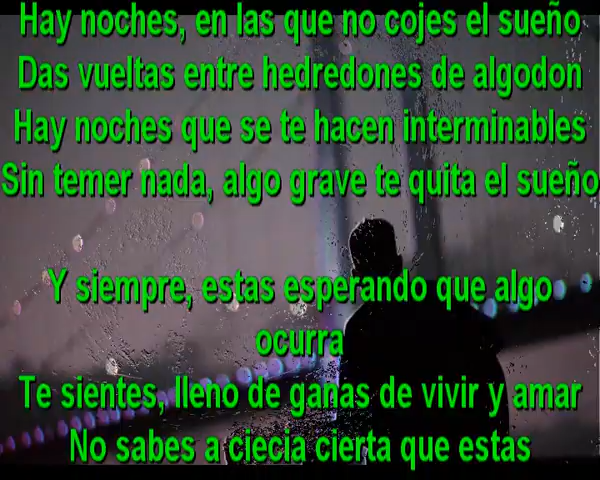 Hay noches, en las que no cojes el sueño
Das vueltas entre hedredones de algodon
Hay noches que se te hacen interminables
Sin temer nada, algo grave te quita el sueño
Y siempre, estas esperando que algo
ocurra
Te sientes, lleno de ganas de vivir y amar
No sabes a ciecia cierta que estas